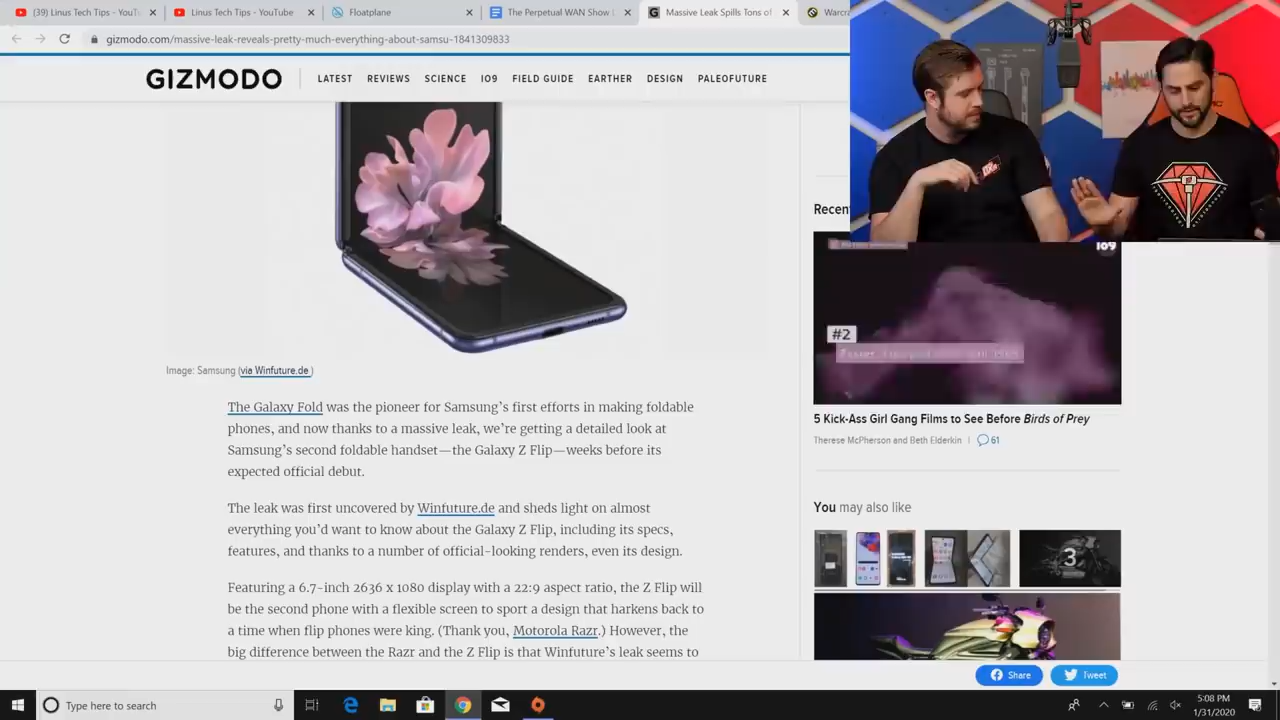 (39) Linus Tech Tips - YouT
Linus Tech Tips - YouTube
Floatplane
The Perpetual WAN Show
Massive Leak Spills Tons of
Warcra
gizmodo.com/massive-leak-reveals-pretty-much-everything-about-samsu-1841309833
GIZMODO
LATEST REVIEWS SCIENCE IO9 FIELD GUIDE EARTHER DESIGN PALEOFUTURE
Recen
io9
#2
Image: Samsung (via Winfuture.de)
5 Kick-Ass Girl Gang Films to See Before Birds of Prey
Therese McPherson and Beth Elderkin | 61
The Galaxy Fold was the pioneer for Samsung's first efforts in making foldable
phones, and now thanks to a massive leak, we're getting a detailed look at
Samsung's second foldable handset—the Galaxy Z Flip—weeks before its
expected official debut.
You may also like
The leak was first uncovered by Winfuture.de and sheds light on almost
everything you'd want to know about the Galaxy Z Flip, including its specs,
features, and thanks to a number of official-looking renders, even its design.
3
Featuring a 6.7-inch 2636 x 1080 display with a 22:9 aspect ratio, the Z Flip will
be the second phone with a flexible screen to sport a design that harkens back to
a time when flip phones were king. (Thank you, Motorola Razr.) However, the
big difference between the Razr and the Z Flip is that Winfuture's leak seems to
Share
Tweet
Type here to search
5:08 PM
1/31/2020